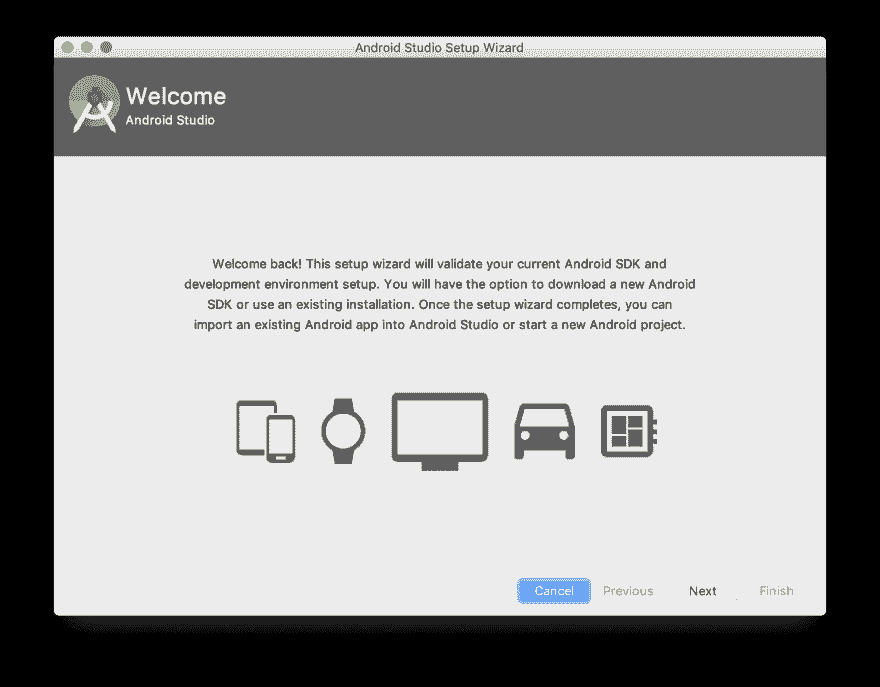 Android Studio Setup Wizard
Welcome
Android Studio
Welcome back! This setup wizard will validate your current Android SDK and
development environment setup. You will have the option to download a new Android
SDK or use an existing installation. Once the setup wizard completes, you can
import an existing Android app into Android Studio or start a new Android project.
Cancel Previous Next Finish